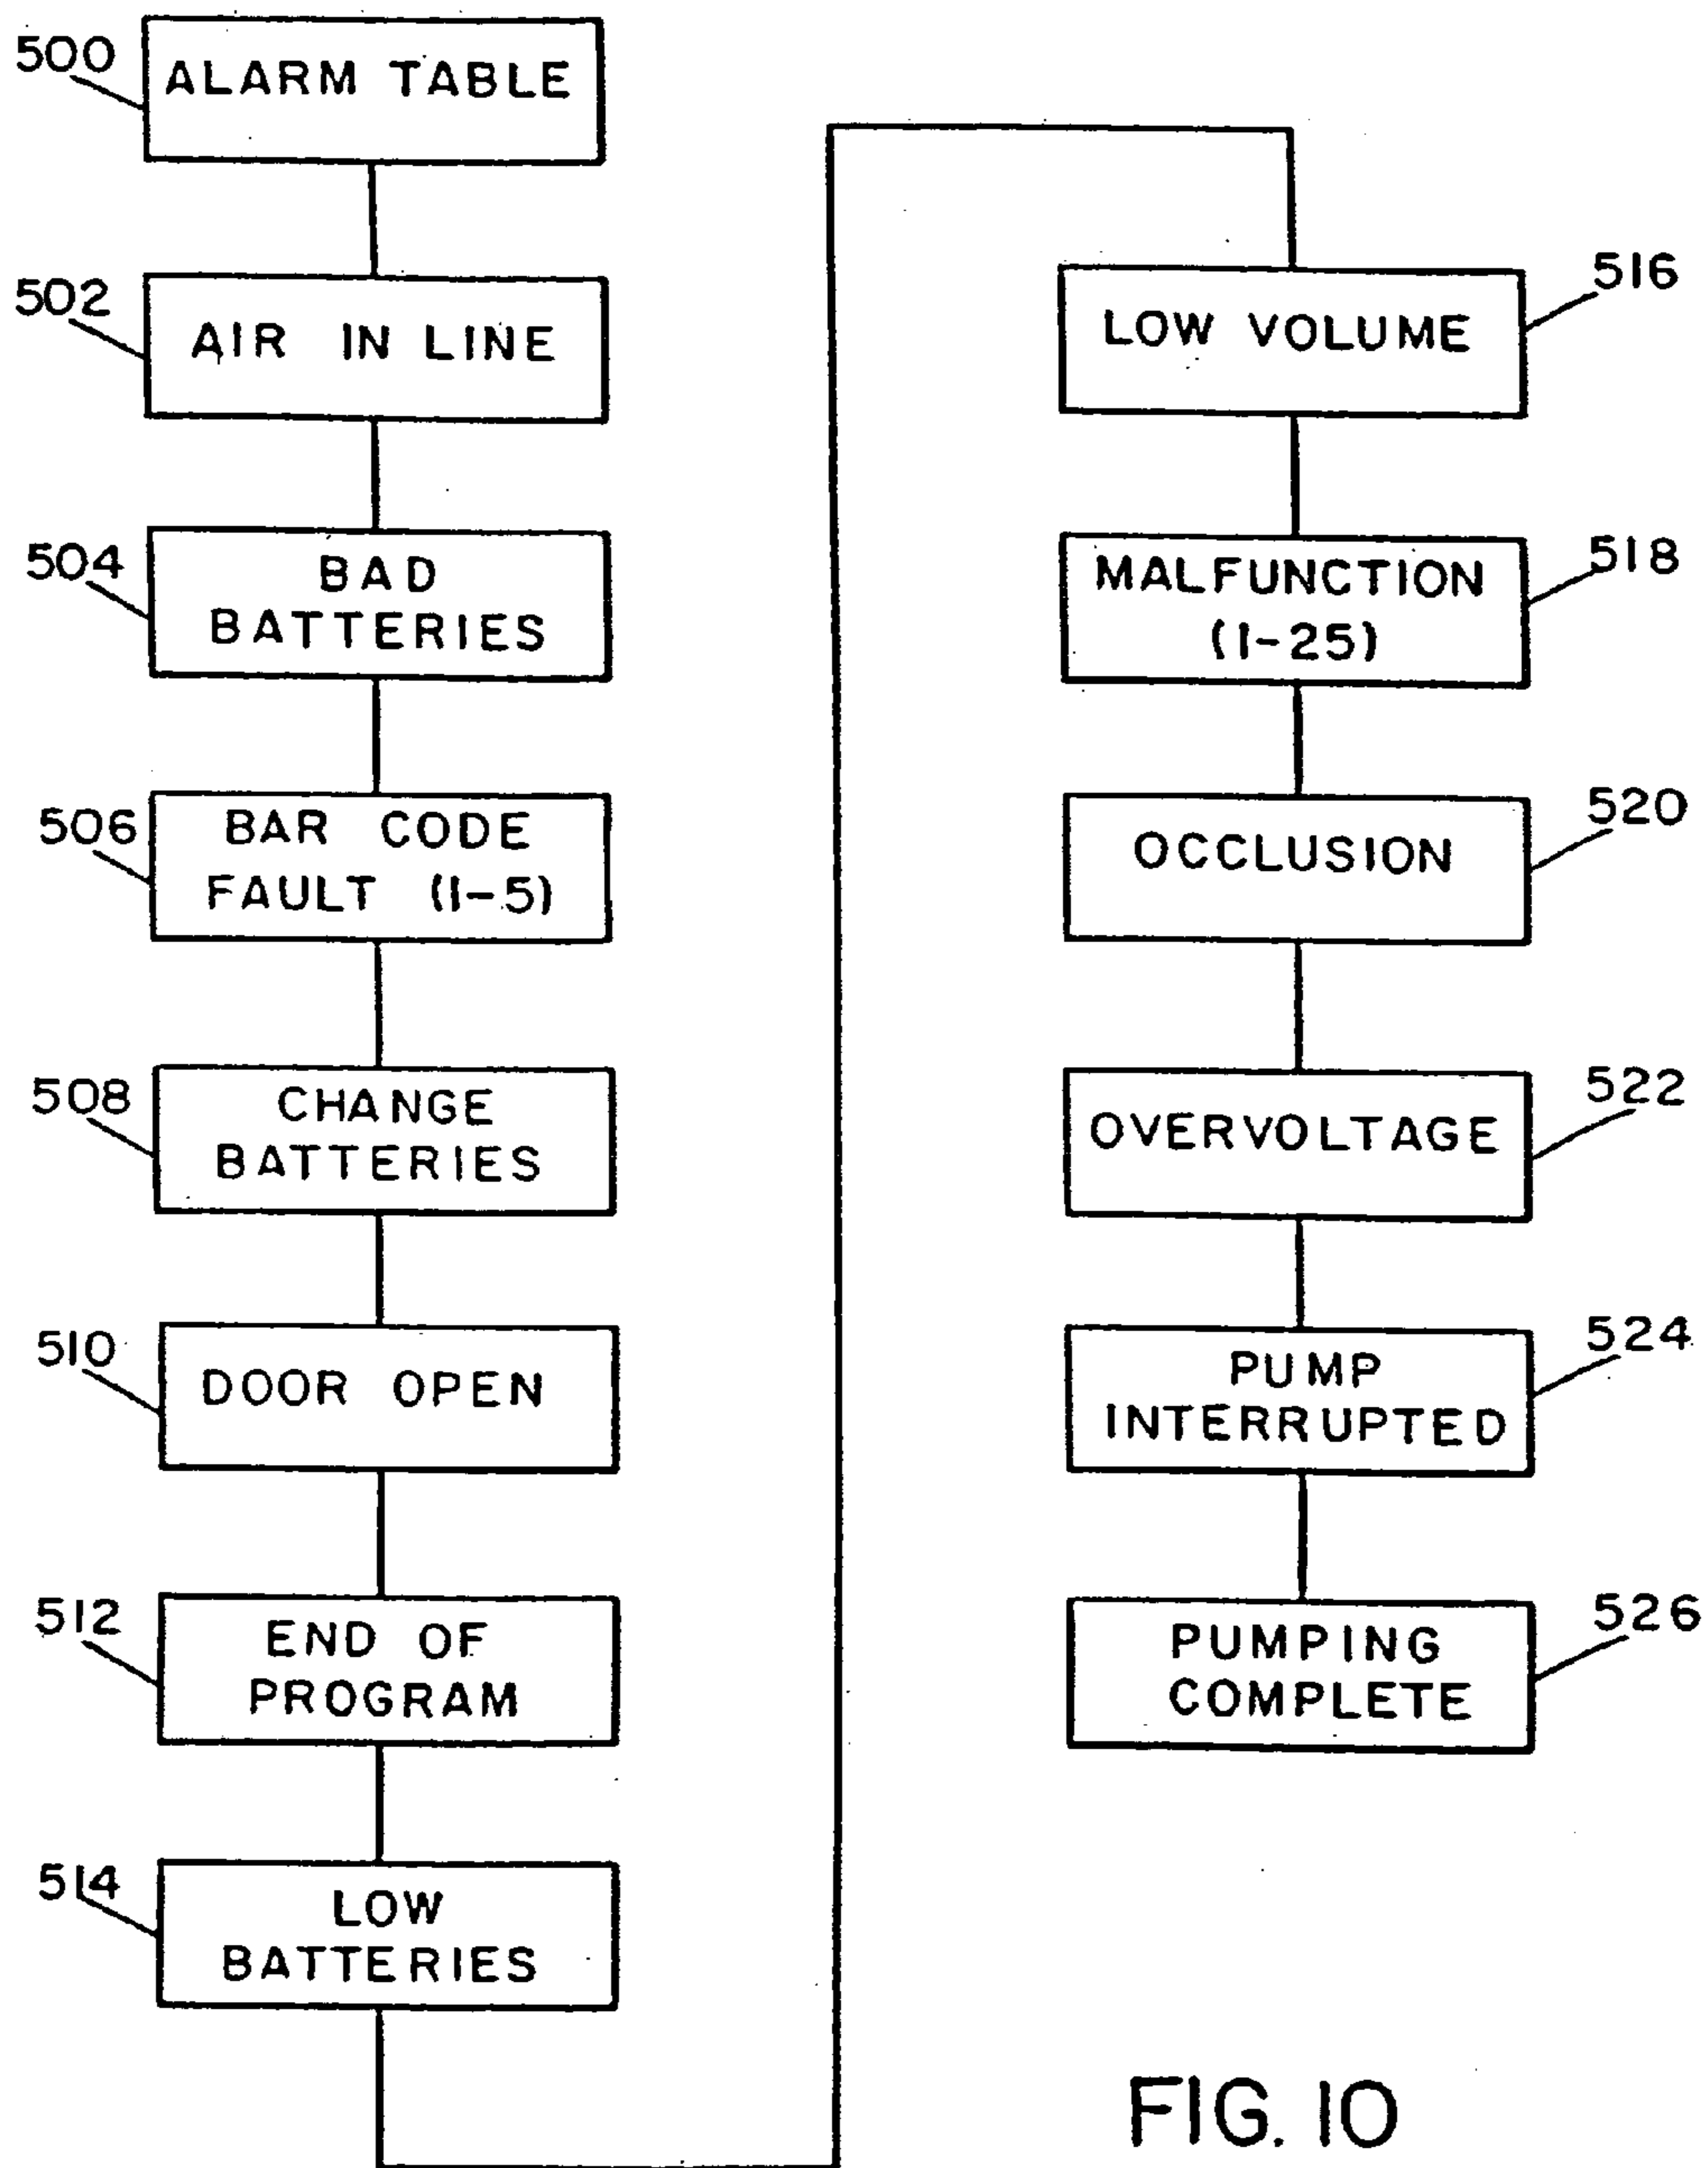 500
ALARM TABLE
502
AIR IN LINE
504
BAD
BATTERIES
506
BAR CODE
FAULT (1-5)
508
CHANGE
BATTERIES
510
DOOR OPEN
512
END OF
PROGRAM
514
LOW
BATTERIES
516
LOW VOLUME
518
MALFUNCTION
(1-25)
520
OCCLUSION
522
OVERVOLTAGE
524
PUMP
INTERRUPTED
526
PUMPING
COMPLETE
FIG. 10